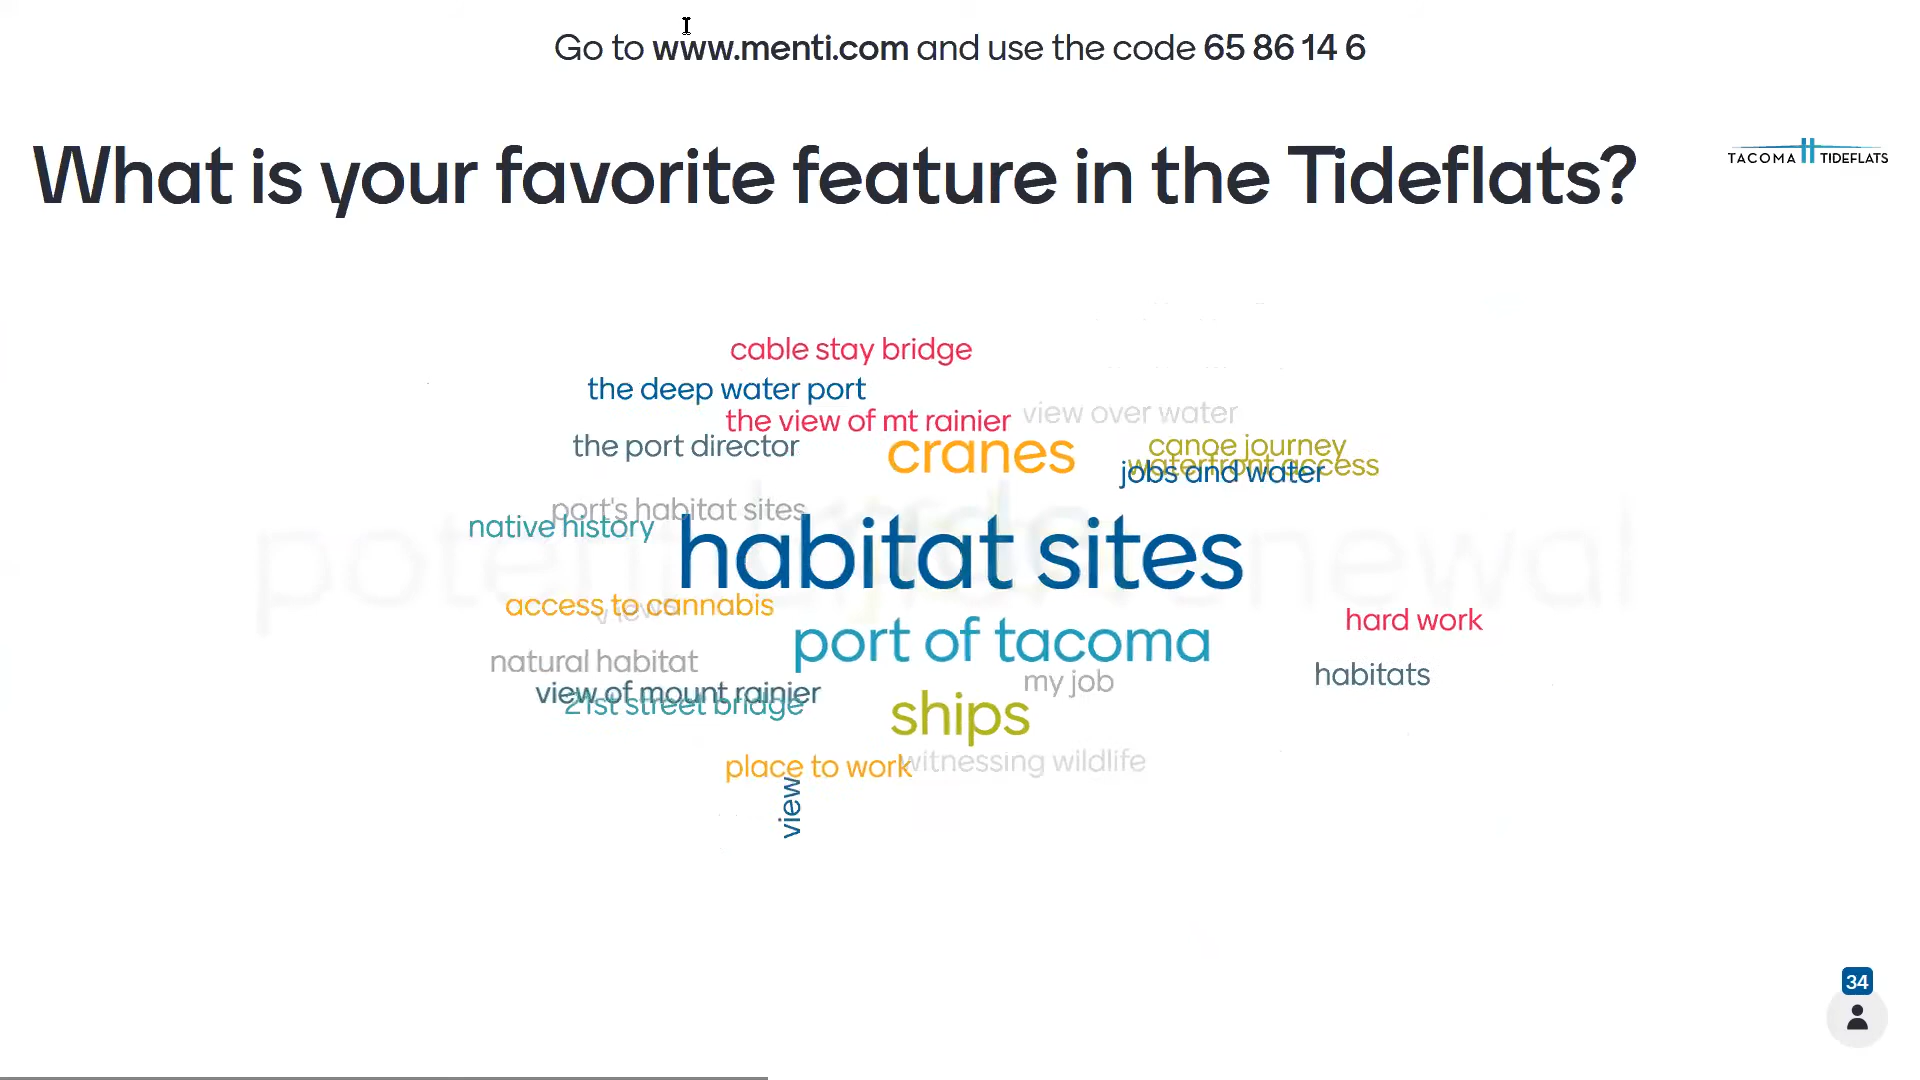 Go to www.menti.com and use the code 65 86 14 6
What is your favorite feature in the Tideflats?
TACOMA TIDEFLATS
cable stay bridge
the deep water port
the view of mt rainier
view over water
the port director
cranes
canoe journey
waterfront access
jobs and water
port's habitat sites
native history
habitat sites
access to cannabis
views
port of tacoma
hard work
natural habitat
my job
habitats
view of mount rainier
21st street bridge
ships
place to work
witnessing wildlife
view
34